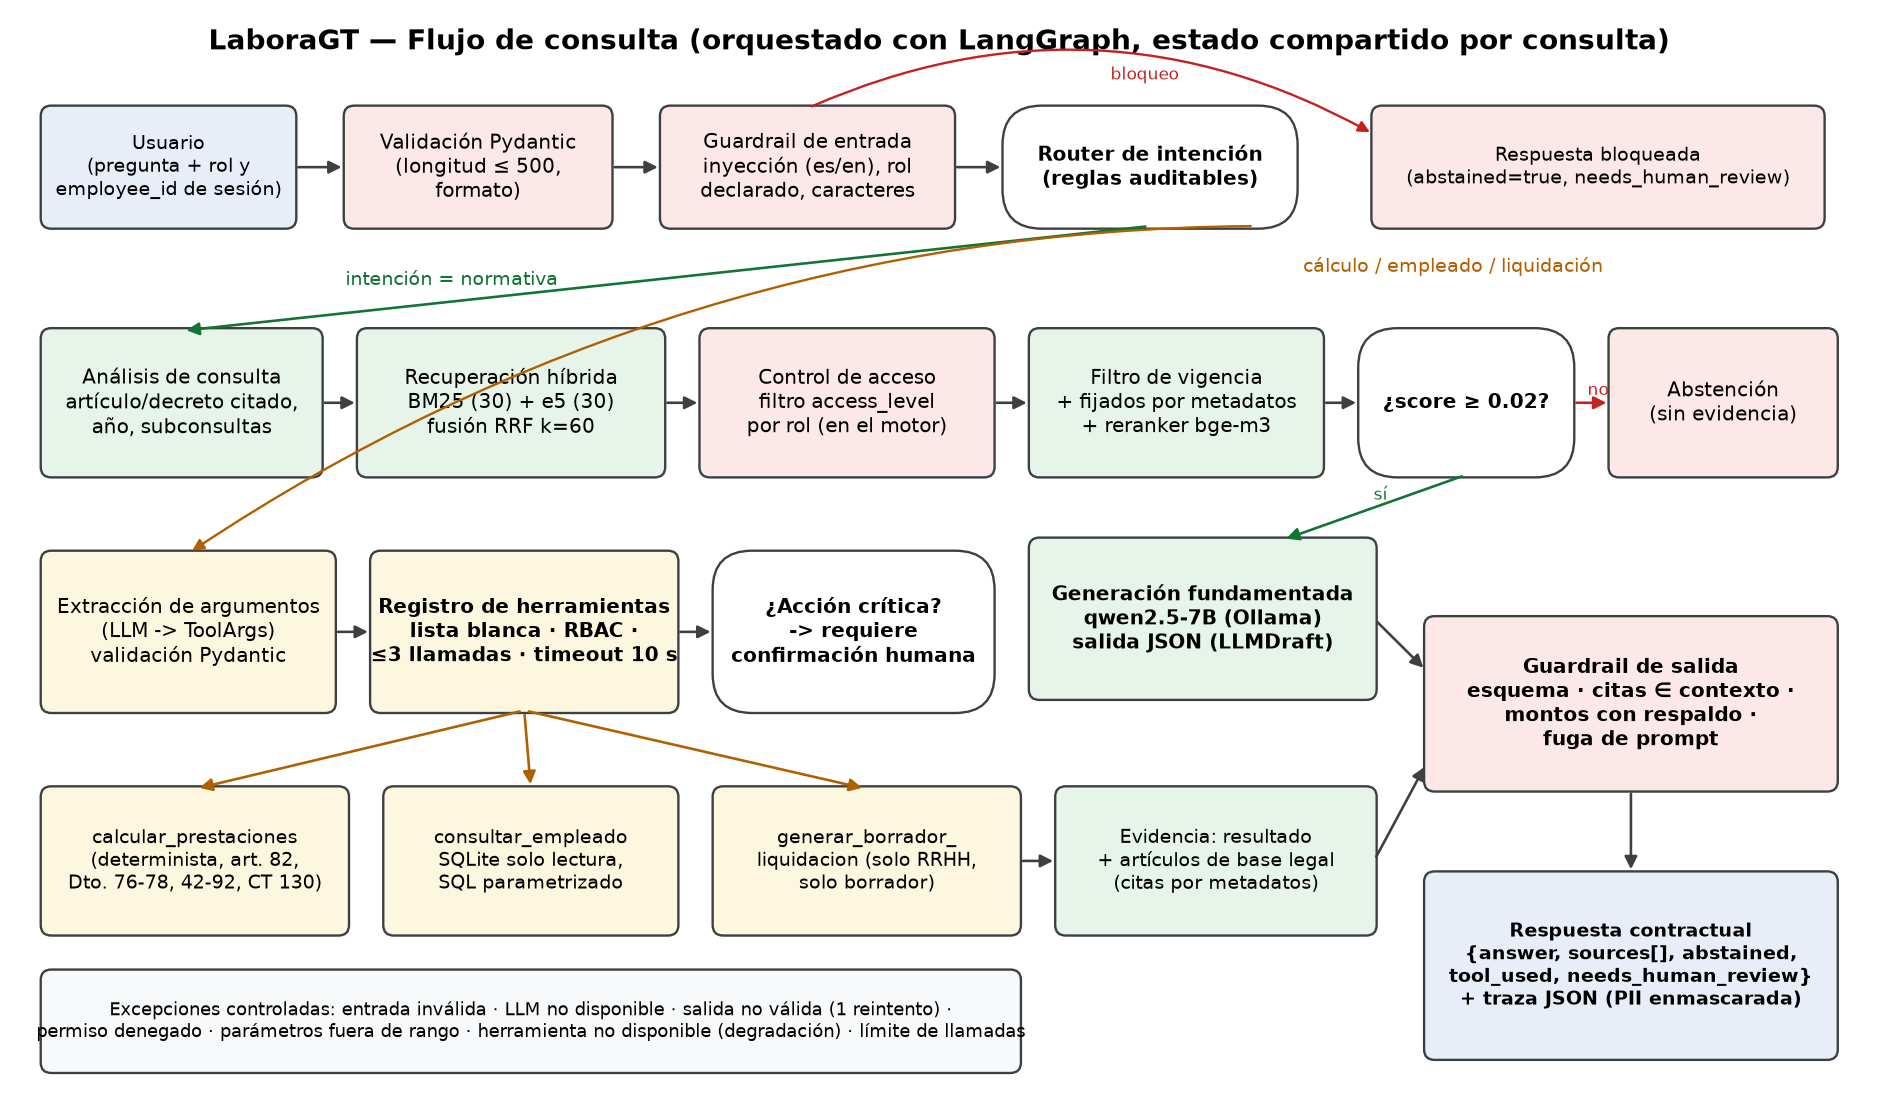 LaboraGT — Flujo de consulta (orquestado con LangGraph, estado compartido por consulta)
bloqueo
Usuario
(pregunta + rol y
employee_id de sesión)
Validación Pydantic
(longitud ≤ 500,
formato)
Guardrail de entrada
inyección (es/en), rol
declarado, caracteres
Router de intención
(reglas auditables)
Respuesta bloqueada
(abstained=true, needs_human_review)
intención = normativa
cálculo / empleado / liquidación
Análisis de consulta
artículo/decreto citado,
año, subconsultas
Recuperación híbrida
BM25 (30) + e5 (30)
fusión RRF k=60
Control de acceso
filtro access_level
por rol (en el motor)
Filtro de vigencia
+ fijados por metadatos
+ reranker bge-m3
¿score ≥ 0.02?
no
Abstención
(sin evidencia)
sí
Extracción de argumentos
(LLM -> ToolArgs)
validación Pydantic
Registro de herramientas
lista blanca · RBAC ·
≤3 llamadas · timeout 10 s
¿Acción crítica?
-> requiere
confirmación humana
Generación fundamentada
qwen2.5-7B (Ollama)
salida JSON (LLMDraft)
Guardrail de salida
esquema · citas ∈ contexto ·
montos con respaldo ·
fuga de prompt
calcular_prestaciones
(determinista, art. 82,
Dto. 76-78, 42-92, CT 130)
consultar_empleado
SQLite solo lectura,
SQL parametrizado
generar_borrador_
liquidacion (solo RRHH,
solo borrador)
Evidencia: resultado
+ artículos de base legal
(citas por metadatos)
Respuesta contractual
{answer, sources[], abstained,
tool_used, needs_human_review}
+ traza JSON (PII enmascarada)
Excepciones controladas: entrada inválida · LLM no disponible · salida no válida (1 reintento) ·
permiso denegado · parámetros fuera de rango · herramienta no disponible (degradación) · límite de llamadas